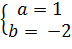 a = 1
b = −2